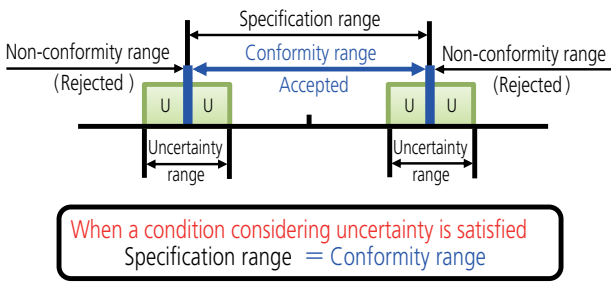 Specification range
Non-conformity range
Conformity range
Non-conformity range
(Rejected)
Accepted
(Rejected)
U U
U U
Uncertainty
range
Uncertainty
range
When a condition considering uncertainty is satisfied
Specification range = Conformity range